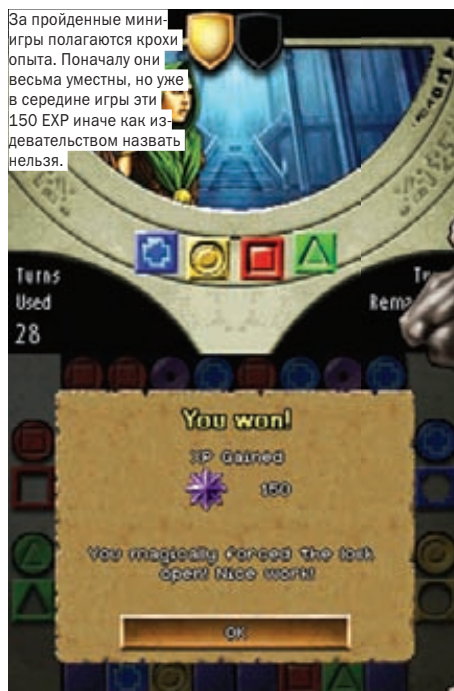 За пройденные мини-
игры полагаются крохи
опыта. Поначалу они
весьма уместны, но уже
в середине игры эти
150 EXP иначе как из-
девательством назвать
нельзя.
Turns
Used
28
You won!
XP Gained
150
You magically forced the lock
open! Nice work!
OK